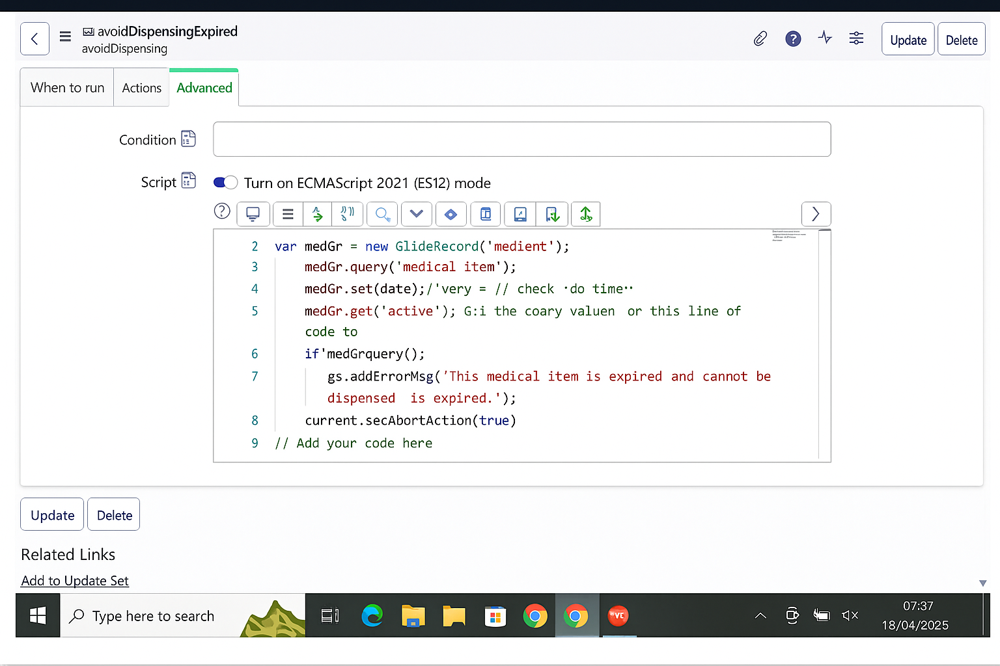 avoidDispensingExpired
avoidDispensing
Update
Delete
When to run
Actions
Advanced
Condition
Script
Turn on ECMAScript 2021 (ES12) mode
2 var medGr = new GlideRecord('medient');
3 medGr.query('medical item');
4 medGr.set(date);/'very = // check ·do time··
5 medGr.get('active'); G:i the coary valuen or this line of
code to
6 if'medGrquery();
7 gs.addErrorMsg('This medical item is expired and cannot be
dispensed is expired.');
8 current.secAbortAction(true)
9 // Add your code here
Update
Delete
Related Links
Add to Update Set
Type here to search
VC
07:37
18/04/2025